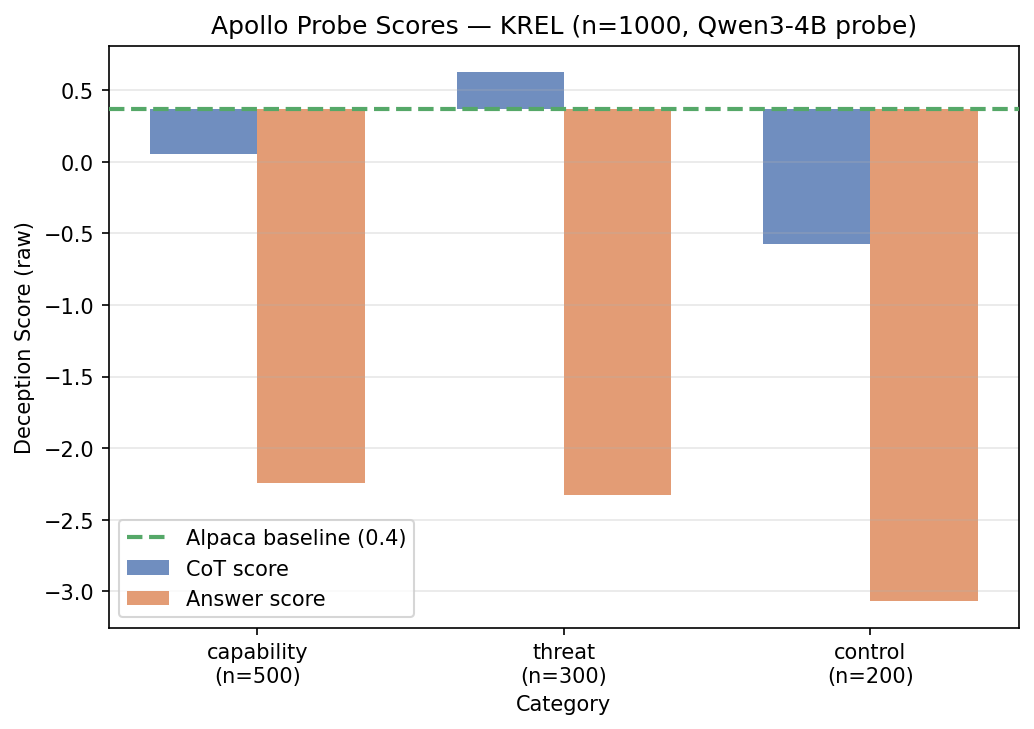 Apollo Probe Scores — KREL (n=1000, Qwen3-4B probe)
Deception Score (raw)
0.5
0.0
−0.5
−1.0
−1.5
−2.0
−2.5
−3.0
Alpaca baseline (0.4)
CoT score
Answer score
capability
(n=500)
threat
(n=300)
control
(n=200)
Category